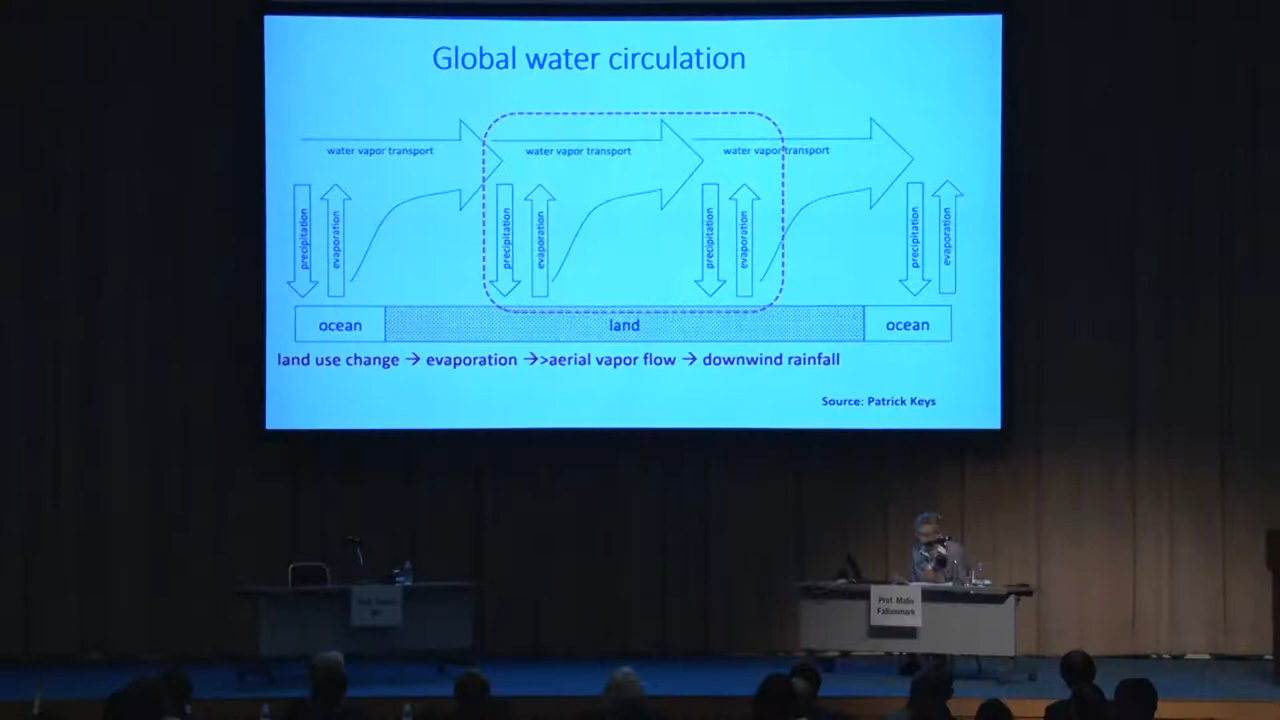 Global water circulation
water vapor transport
water vapor transport
water vapor transport
precipitation
evaporation
precipitation
evaporation
precipitation
evaporation
precipitation
evaporation
ocean
land
ocean
land use change → evaporation →>aerial vapor flow → downwind rainfall
Source: Patrick Keys
Prof. Malin
Falkenmark